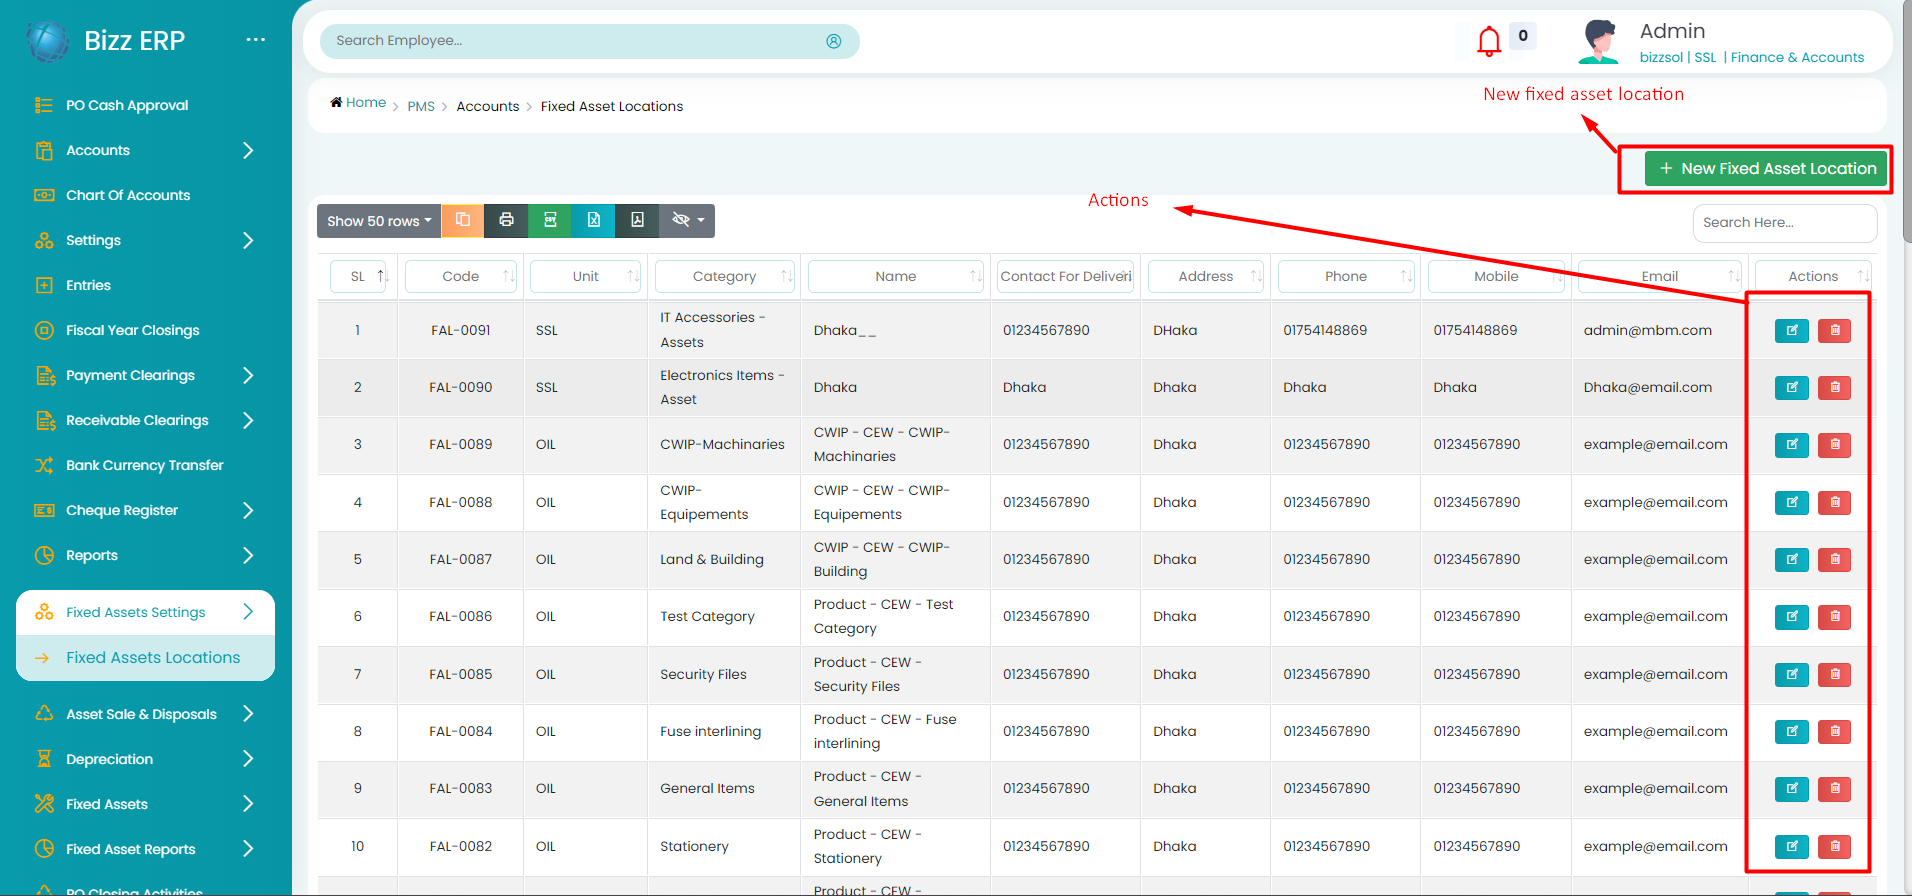 Bizz ERP
...
PO Cash Approval
Accounts
Chart Of Accounts
Settings
Entries
Fiscal Year Closings
Payment Clearings
Receivable Clearings
Bank Currency Transfer
Cheque Register
Reports
Fixed Assets Settings
Fixed Assets Locations
Asset Sale & Disposals
Depreciation
Fixed Assets
Fixed Asset Reports
PO Closing Activities
Search Employee...
0
Admin
bizzsol | SSL | Finance & Accounts
Home > PMS > Accounts > Fixed Asset Locations
New fixed asset location
+ New Fixed Asset Location
Actions
Show 50 rows
CSV
Search Here...
SL Code Unit Category Name Contact For Deliveri Address Phone Mobile Email Actions
1 FAL-0091 SSL IT Accessories - Assets Dhaka__ 01234567890 DHaka 01754148869 01754148869 admin@mbm.com
2 FAL-0090 SSL Electronics Items - Asset Dhaka Dhaka Dhaka Dhaka Dhaka Dhaka@email.com
3 FAL-0089 OIL CWIP-Machinaries CWIP - CEW - CWIP-Machinaries 01234567890 Dhaka 01234567890 01234567890 example@email.com
4 FAL-0088 OIL CWIP-Equipements CWIP - CEW - CWIP-Equipements 01234567890 Dhaka 01234567890 01234567890 example@email.com
5 FAL-0087 OIL Land & Building CWIP - CEW - CWIP-Building 01234567890 Dhaka 01234567890 01234567890 example@email.com
6 FAL-0086 OIL Test Category Product - CEW - Test Category 01234567890 Dhaka 01234567890 01234567890 example@email.com
7 FAL-0085 OIL Security Files Product - CEW - Security Files 01234567890 Dhaka 01234567890 01234567890 example@email.com
8 FAL-0084 OIL Fuse interlining Product - CEW - Fuse interlining 01234567890 Dhaka 01234567890 01234567890 example@email.com
9 FAL-0083 OIL General Items Product - CEW - General Items 01234567890 Dhaka 01234567890 01234567890 example@email.com
10 FAL-0082 OIL Stationery Product - CEW - Stationery 01234567890 Dhaka 01234567890 01234567890 example@email.com
Product - CEW -